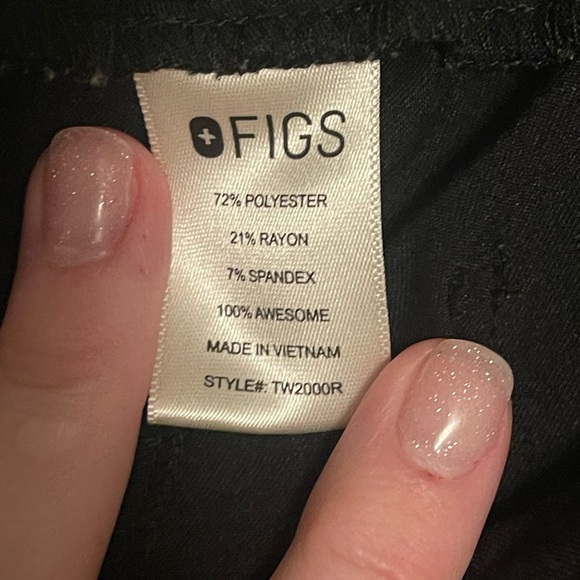 FIGS
72% POLYESTER
21% RAYON
7% SPANDEX
100% AWESOME
MADE IN VIETNAM
STYLE#: TW2000R